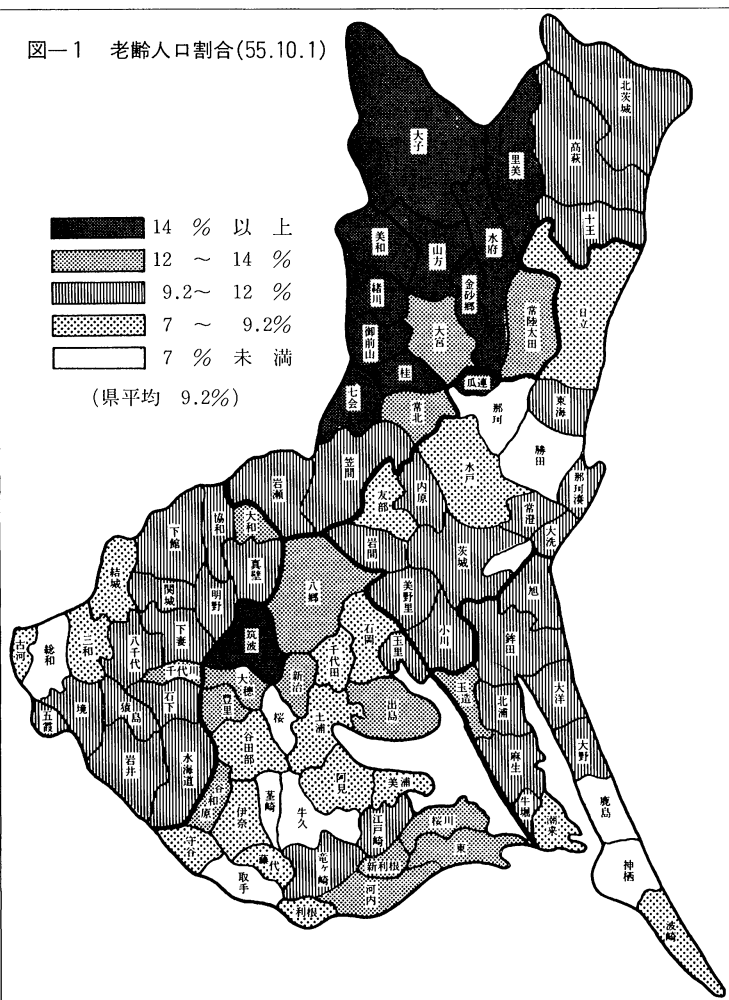 図―1 老齢人口割合(55.10.1)
14 % 以上
12 ~ 14 %
9.2~ 12 %
7 ~ 9.2%
7 % 未満
(県平均 9.2%)
北茨城
大子
高萩
里美
十王
美和
山方
水府
緒川
金砂郷
常陸太田
日立
御前山
大宮
桂
瓜連
七会
常北
那珂
東海
勝田
笠間
水戸
那珂湊
岩瀬
友部
内原
常澄
大洗
下館
協和
大和
岩間
茨城
結城
真壁
八郷
関城
明野
美野里
旭
筑波
石岡
玉里
小川
鉾田
古河
総和
三和
八千代
下妻
千代田
千代川
大穂
新治
玉造
北浦
大洋
五霞
境
猿島
石下
豊里
桜
土浦
出島
岩井
水海道
谷田部
麻生
大野
谷和原
伊奈
茎崎
牛久
阿見
美浦
牛堀
潮来
鹿島
守谷
藤代
竜ヶ崎
江戸崎
桜川
東
新利根
取手
河内
利根
神栖
波崎